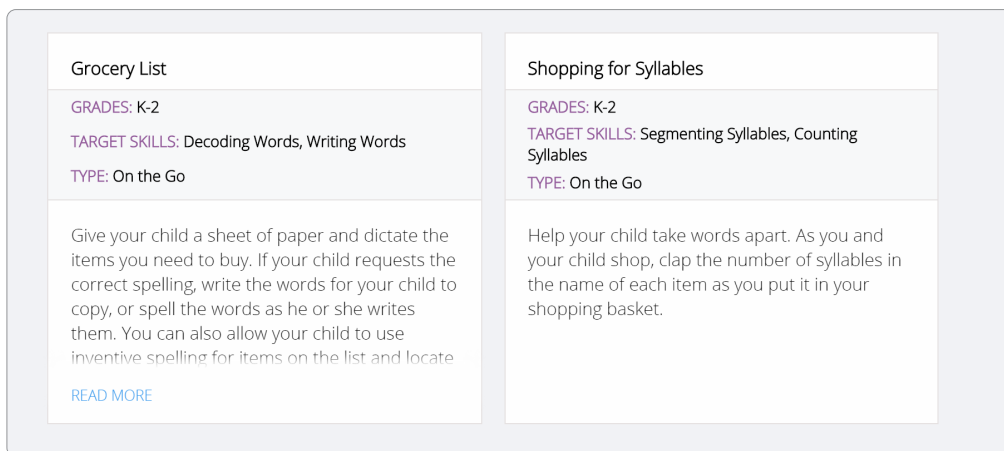 Grocery List
GRADES: K-2
TARGET SKILLS: Decoding Words, Writing Words
TYPE: On the Go
Give your child a sheet of paper and dictate the
items you need to buy. If your child requests the
correct spelling, write the words for your child to
copy, or spell the words as he or she writes
them. You can also allow your child to use
inventive spelling for items on the list and locate
READ MORE
Shopping for Syllables
GRADES: K-2
TARGET SKILLS: Segmenting Syllables, Counting
Syllables
TYPE: On the Go
Help your child take words apart. As you and
your child shop, clap the number of syllables in
the name of each item as you put it in your
shopping basket.